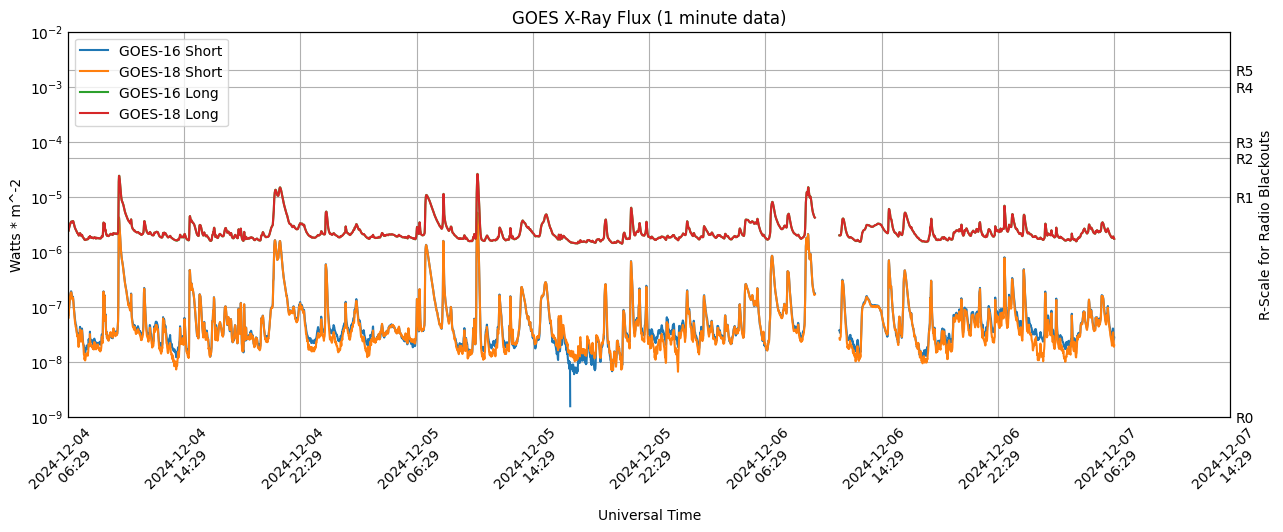 GOES X-Ray Flux (1 minute data)
GOES-16 Short
GOES-18 Short
GOES-16 Long
GOES-18 Long
Watts * m^-2
10⁻²
10⁻³
10⁻⁴
10⁻⁵
10⁻⁶
10⁻⁷
10⁻⁸
10⁻⁹
R5
R4
R3
R2
R1
R0
R-Scale for Radio Blackouts
2024-12-04
06:29
2024-12-04
14:29
2024-12-04
22:29
2024-12-05
06:29
2024-12-05
14:29
2024-12-05
22:29
2024-12-06
06:29
2024-12-06
14:29
2024-12-06
22:29
2024-12-07
06:29
2024-12-07
14:29
Universal Time